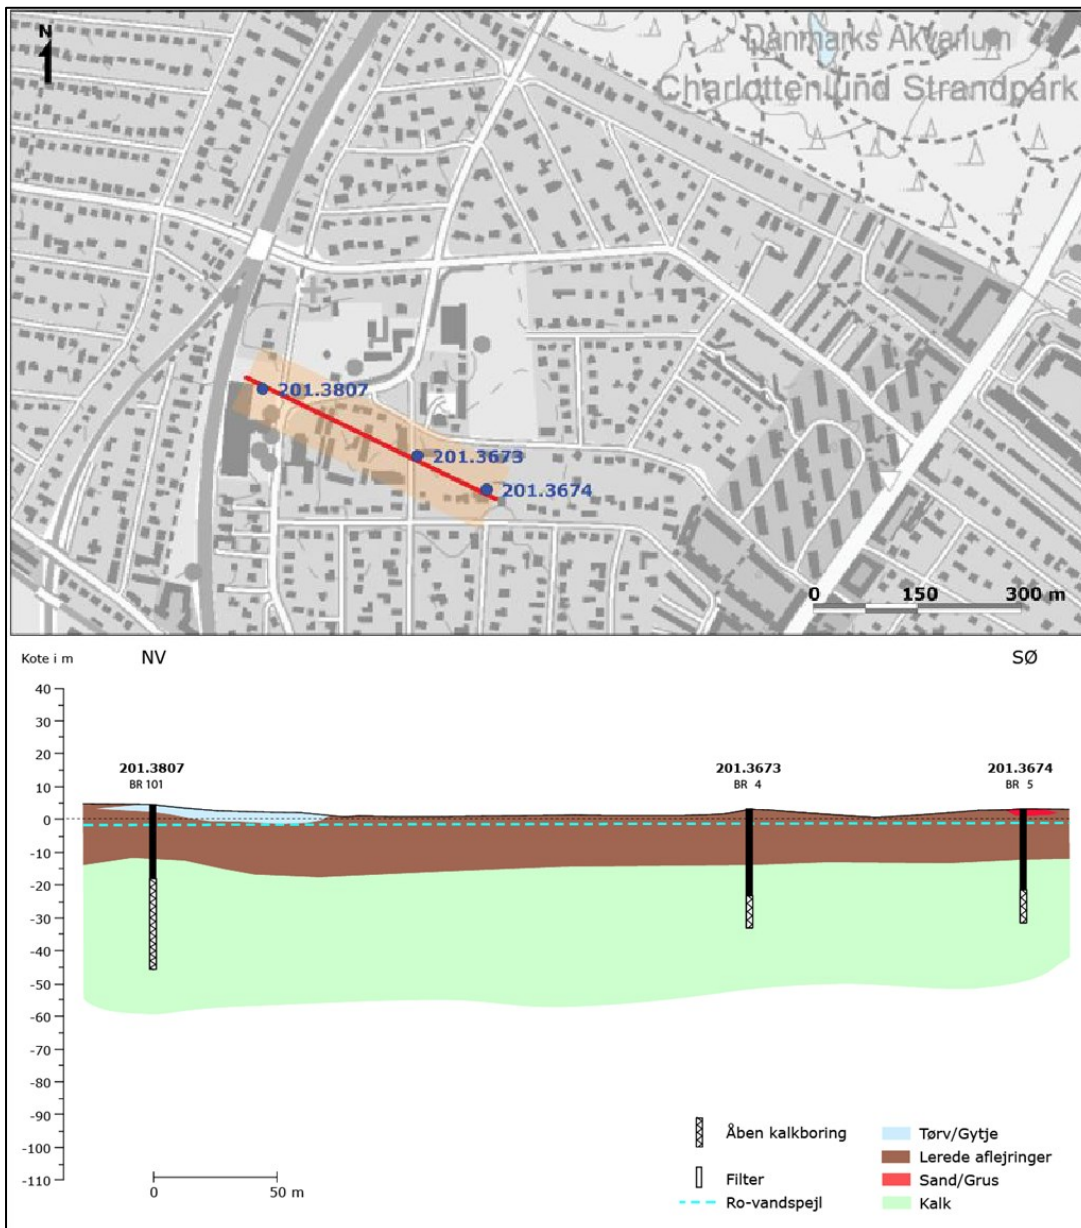 N
Danmarks Akvarium
Charlottenlund Strandpark
201.3807
201.3673
201.3674
0 150 300 m
Kote i m NV SØ
40
30
20
10
0
-10
-20
-30
-40
-50
-60
-70
-80
-90
-100
-110
201.3807
BR 101
201.3673
BR 4
201.3674
BR 5
0 50 m
Åben kalkboring
Filter
Ro-vandspejl
Tørv/Gytje
Lerede aflejringer
Sand/Grus
Kalk